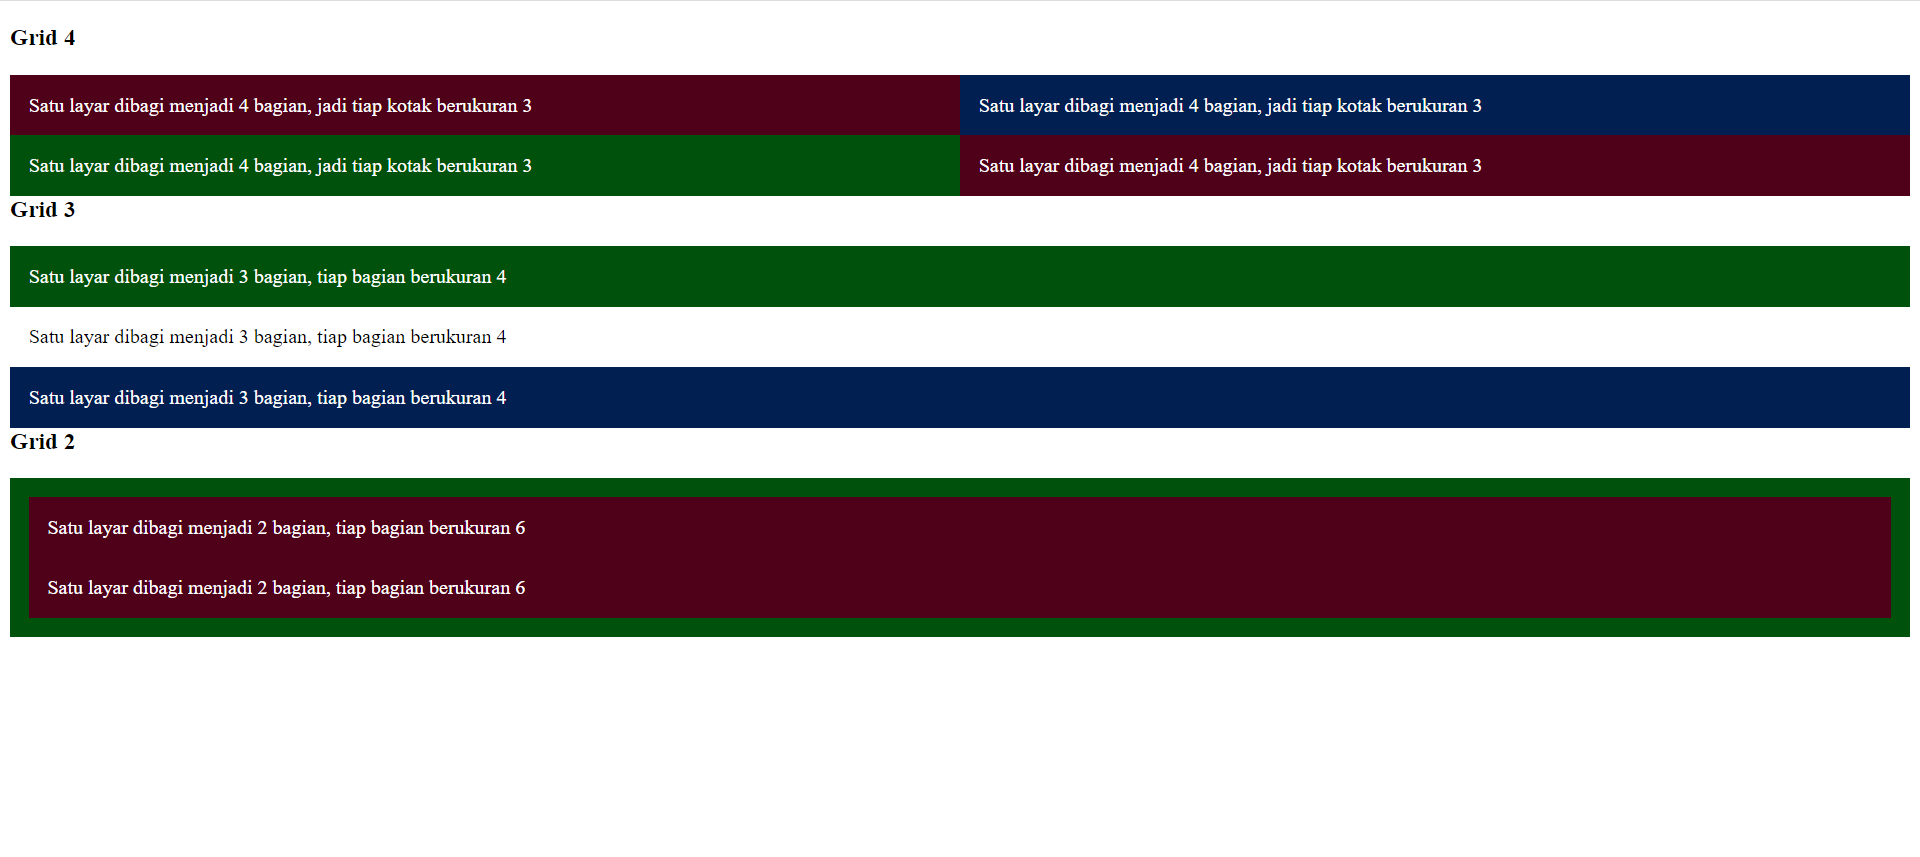 Grid 4
Satu layar dibagi menjadi 4 bagian, jadi tiap kotak berukuran 3
Satu layar dibagi menjadi 4 bagian, jadi tiap kotak berukuran 3
Satu layar dibagi menjadi 4 bagian, jadi tiap kotak berukuran 3
Satu layar dibagi menjadi 4 bagian, jadi tiap kotak berukuran 3
Grid 3
Satu layar dibagi menjadi 3 bagian, tiap bagian berukuran 4
Satu layar dibagi menjadi 3 bagian, tiap bagian berukuran 4
Satu layar dibagi menjadi 3 bagian, tiap bagian berukuran 4
Grid 2
Satu layar dibagi menjadi 2 bagian, tiap bagian berukuran 6
Satu layar dibagi menjadi 2 bagian, tiap bagian berukuran 6